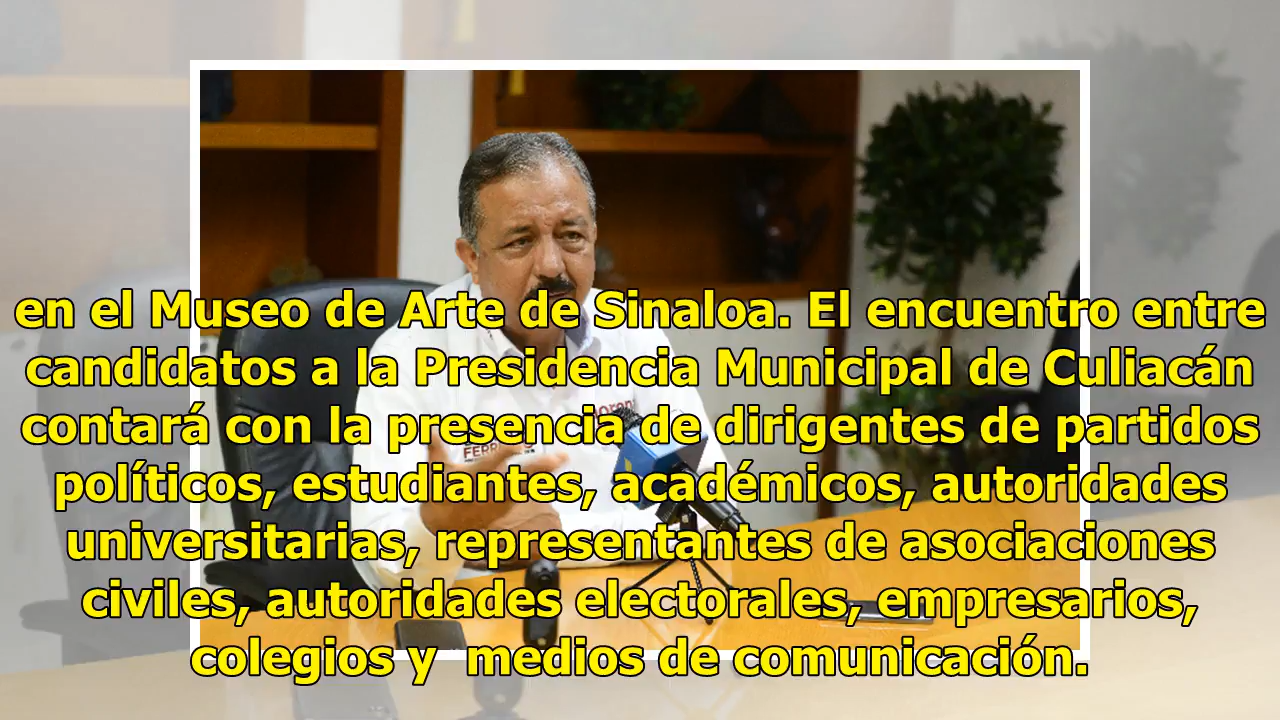 en el Museo de Arte de Sinaloa. El encuentro entre
candidatos a la Presidencia Municipal de Culiacán
contará con la presencia de dirigentes de partidos
políticos, estudiantes, académicos, autoridades
universitarias, representantes de asociaciones
civiles, autoridades electorales, empresarios,
colegios y  medios de comunicación.